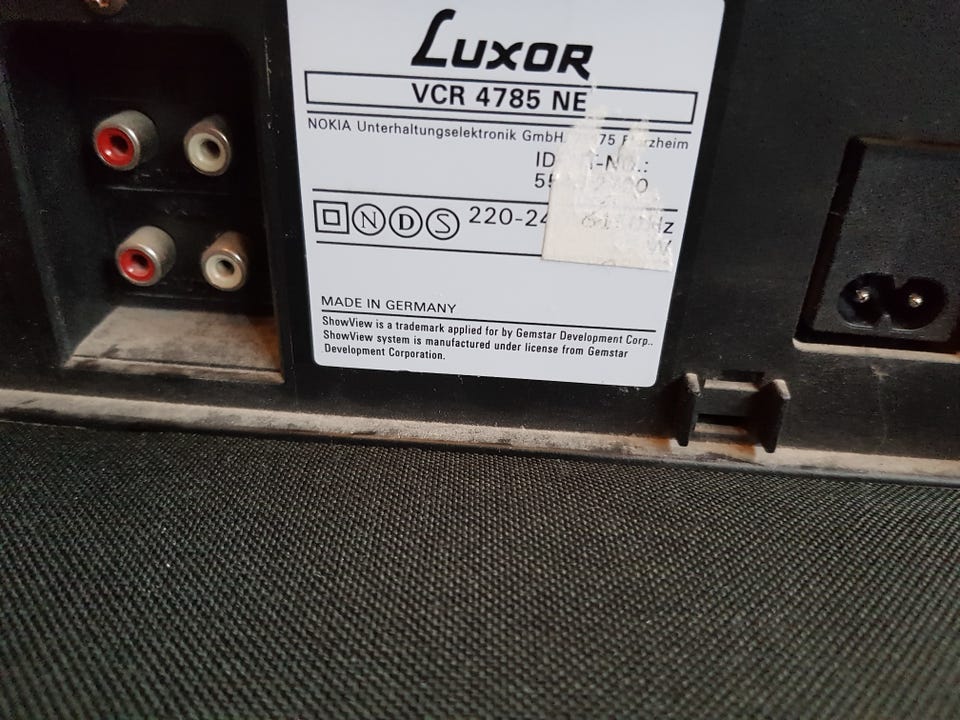 LUXOR
VCR 4785 NE
NOKIA Unterhaltungselektronik GmbH
N D S 220-24
MADE IN GERMANY
ShowView is a trademark applied for by Gemstar Development Corp..
ShowView system is manufactured under license from Gemstar
Development Corporation.